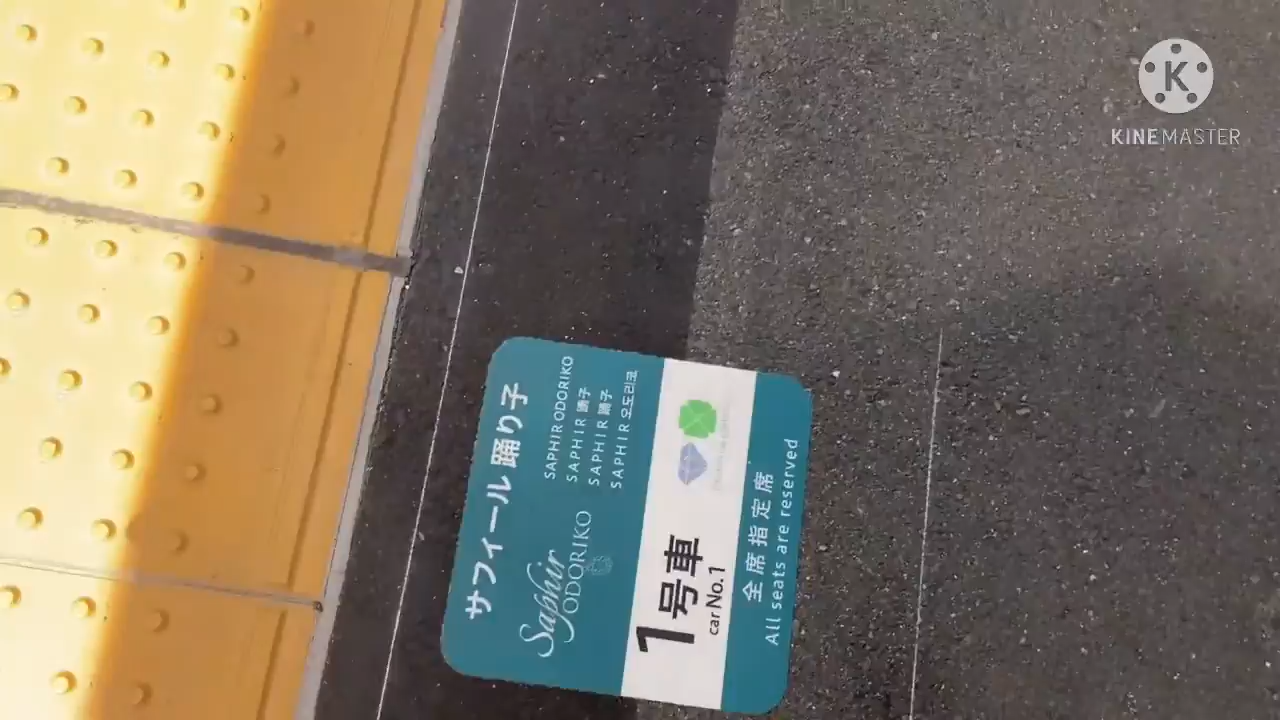 サフィール 踊り子
Saphir
ODORIKO
SAPHIR ODORIKO
SAPHIR 踊子
SAPHIR 踊子
SAPHIR 오도리코
1号車
car No.1
全席指定席
All seats are reserved
K
KINEMASTER